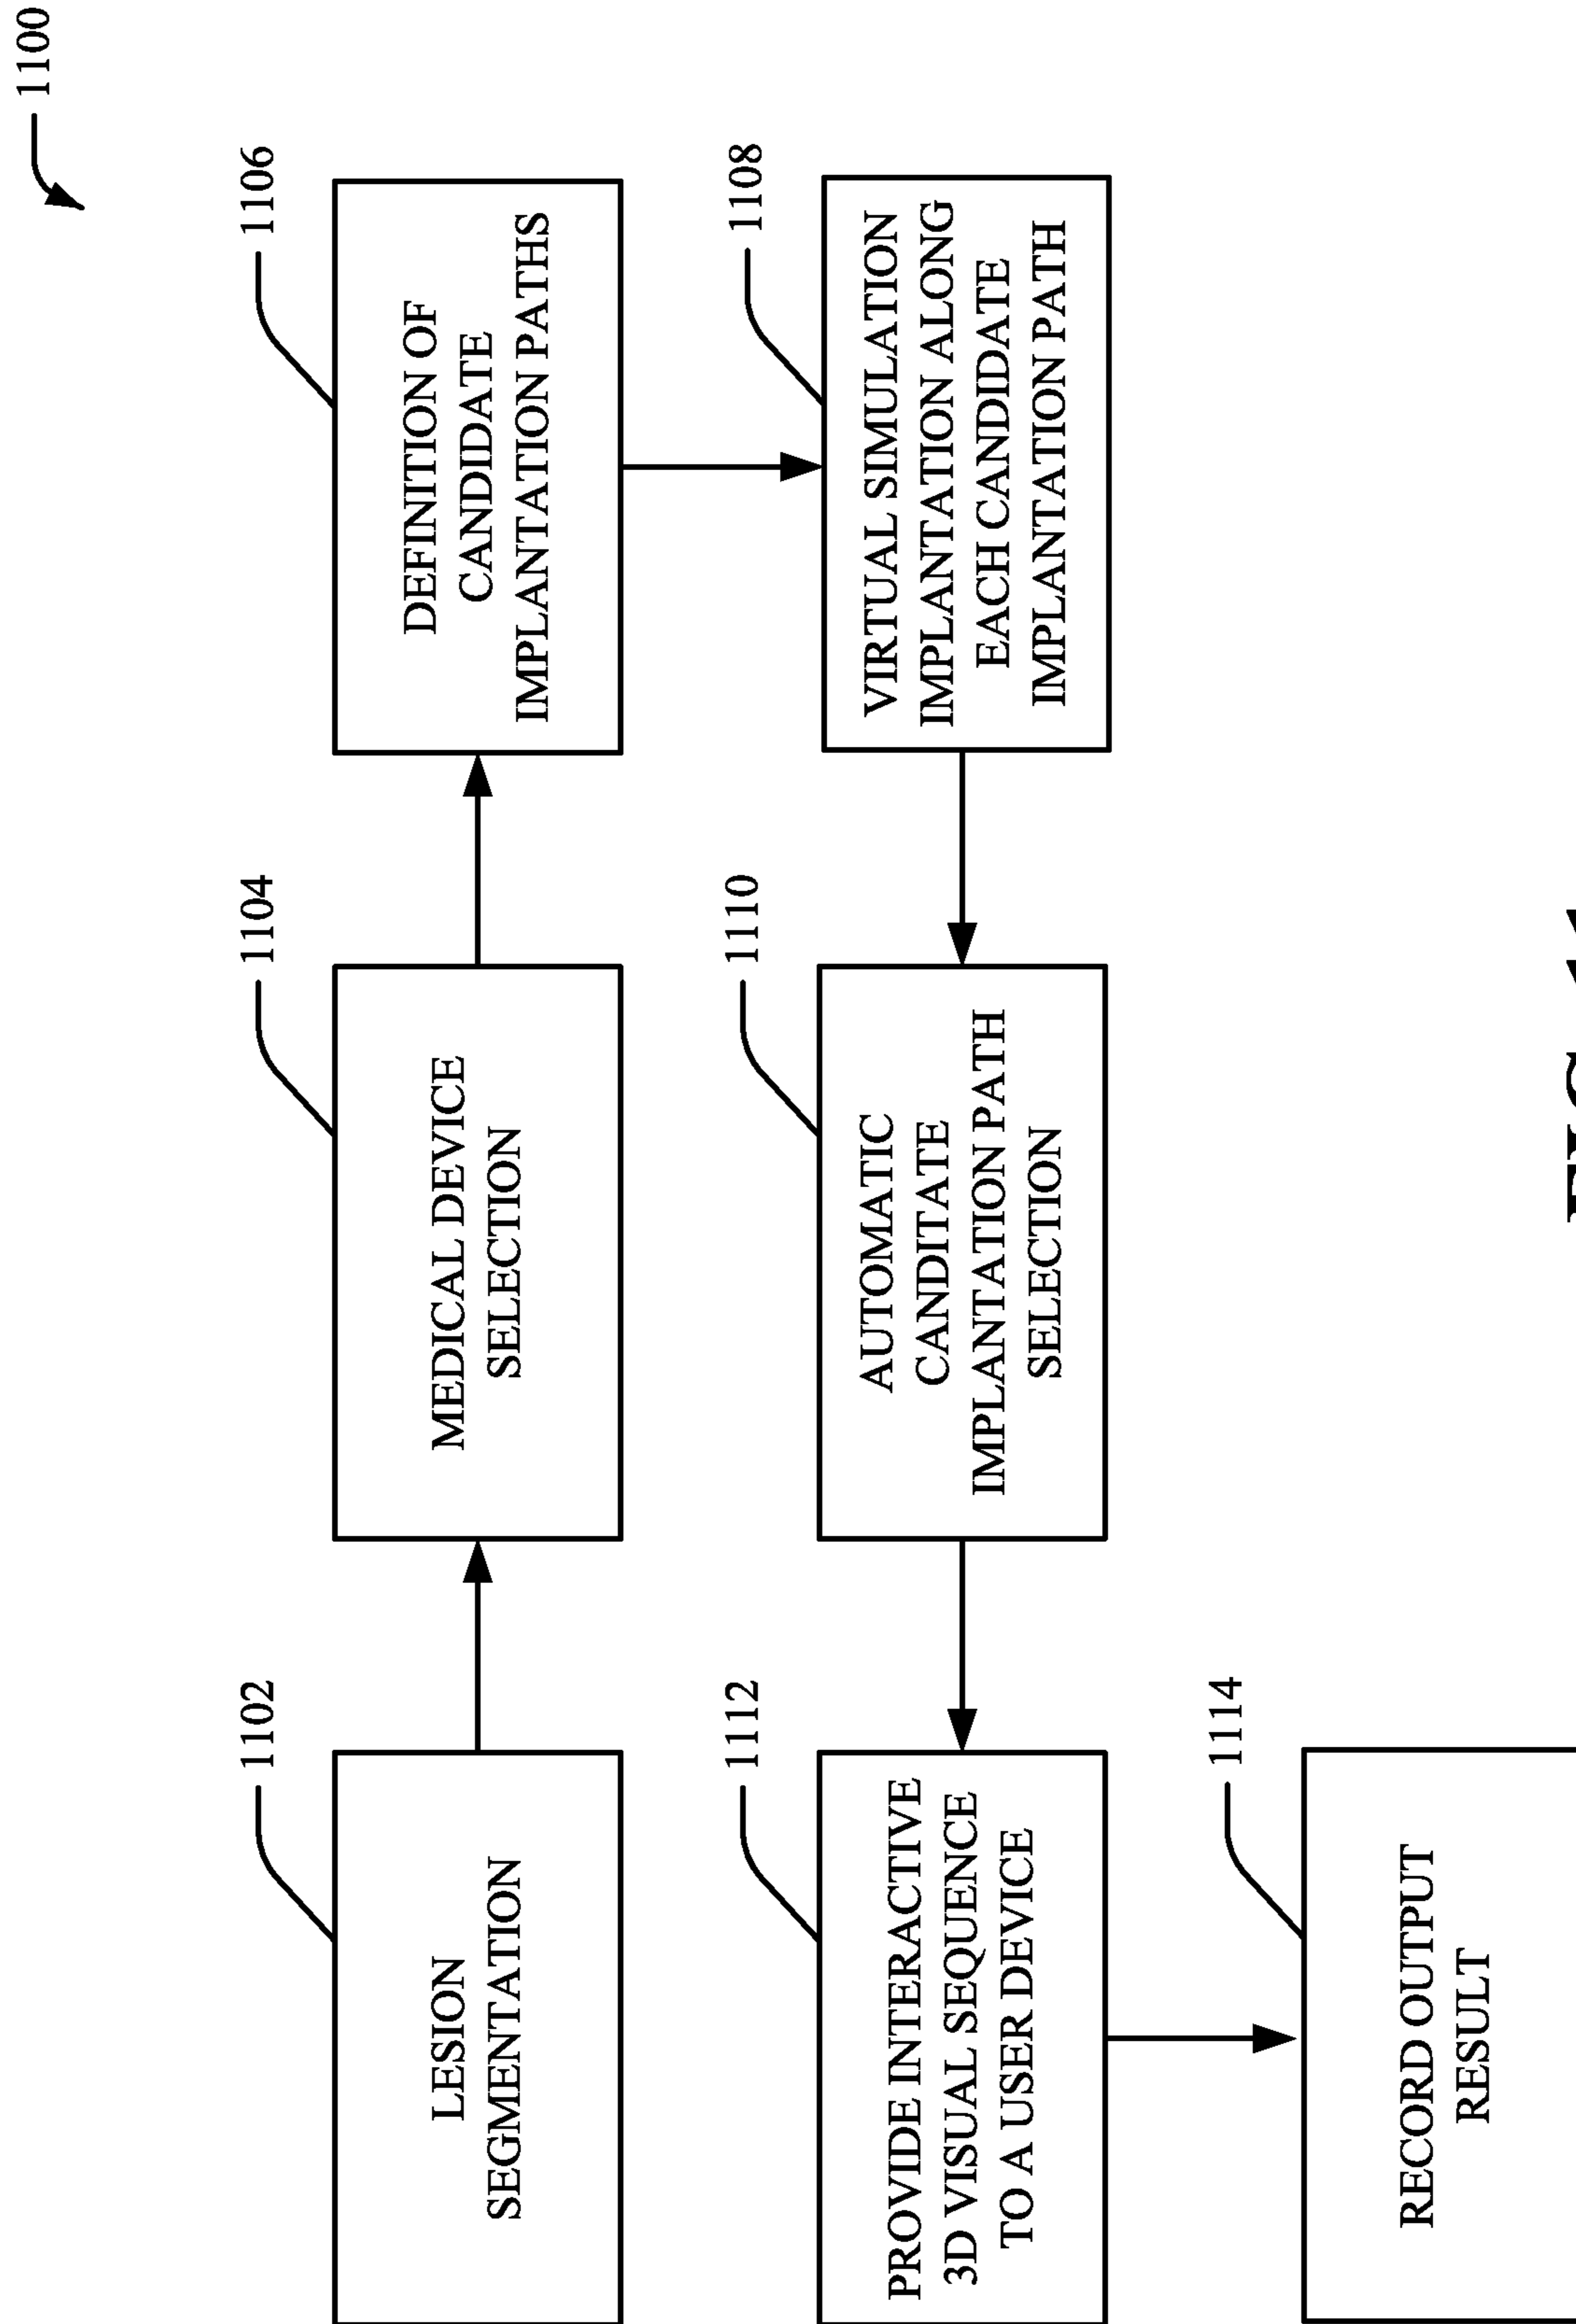 1100
1102
LESION
SEGMENTATION
1104
MEDICAL DEVICE
SELECTION
1106
DEFINITION OF
CANDIDATE
IMPLANTATION PATHS
1108
VIRTUAL SIMULATION
IMPLANTATION ALONG
EACH CANDIDATE
IMPLANTATION PATH
1110
AUTOMATIC
CANDITATE
IMPLANTATION PATH
SELECTION
1112
PROVIDE INTERACTIVE
3D VISUAL SEQUENCE
TO A USER DEVICE
1114
RECORD OUTPUT
RESULT